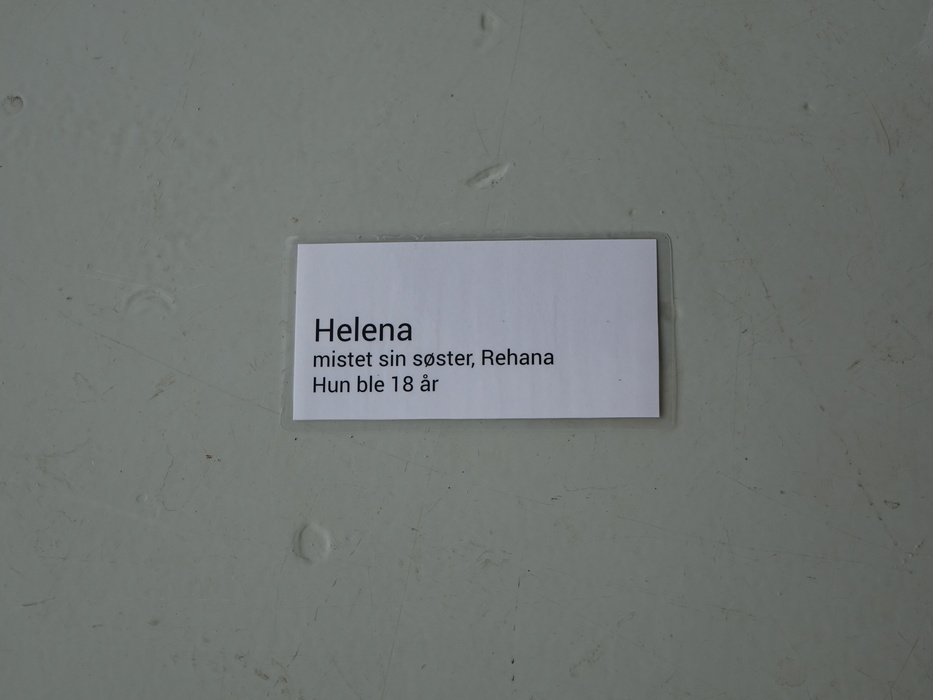 Helena
mistet sin søster, Rehana
Hun ble 18 år